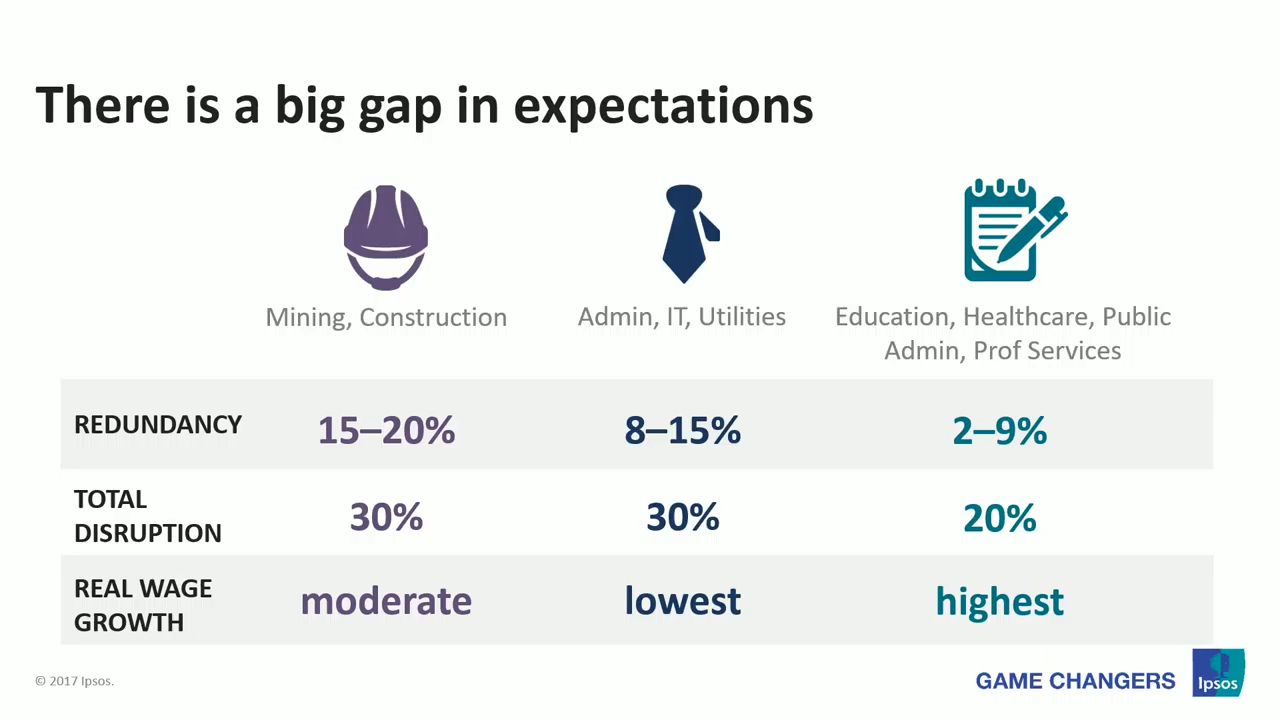 There is a big gap in expectations
Mining, Construction
Admin, IT, Utilities
Education, Healthcare, Public
Admin, Prof Services
REDUNDANCY
15–20%
8–15%
2–9%
TOTAL
DISRUPTION
30%
30%
20%
REAL WAGE
GROWTH
moderate
lowest
highest
© 2017 Ipsos.
GAME CHANGERS
Ipsos